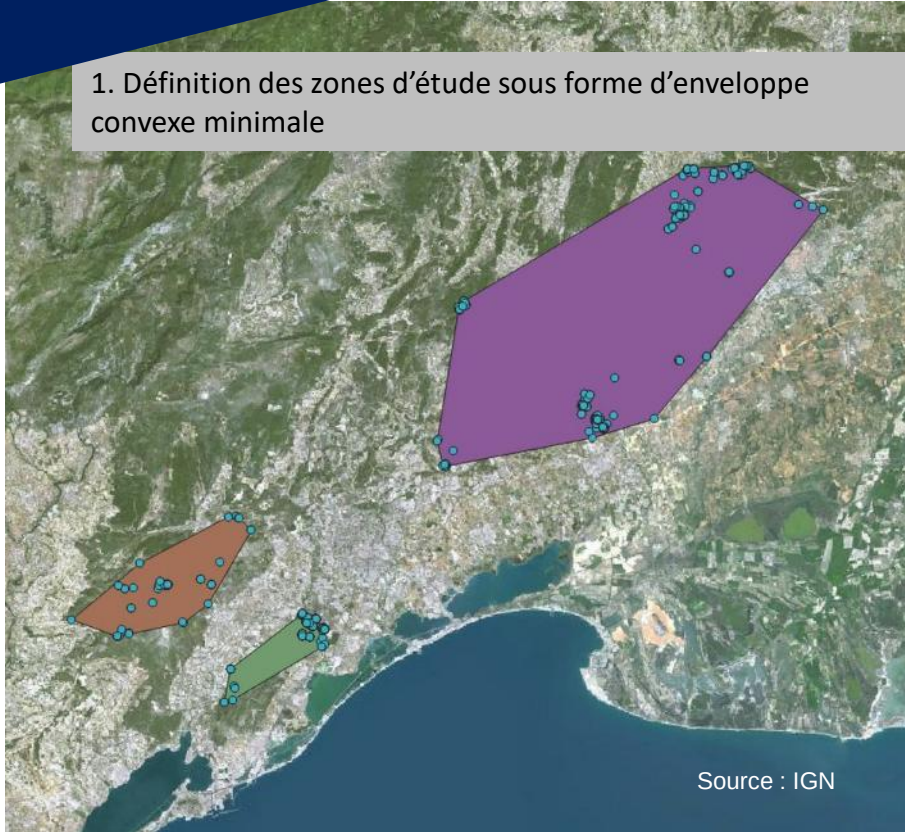 1. Définition des zones d’étude sous forme d’enveloppe
convexe minimale
Source : IGN